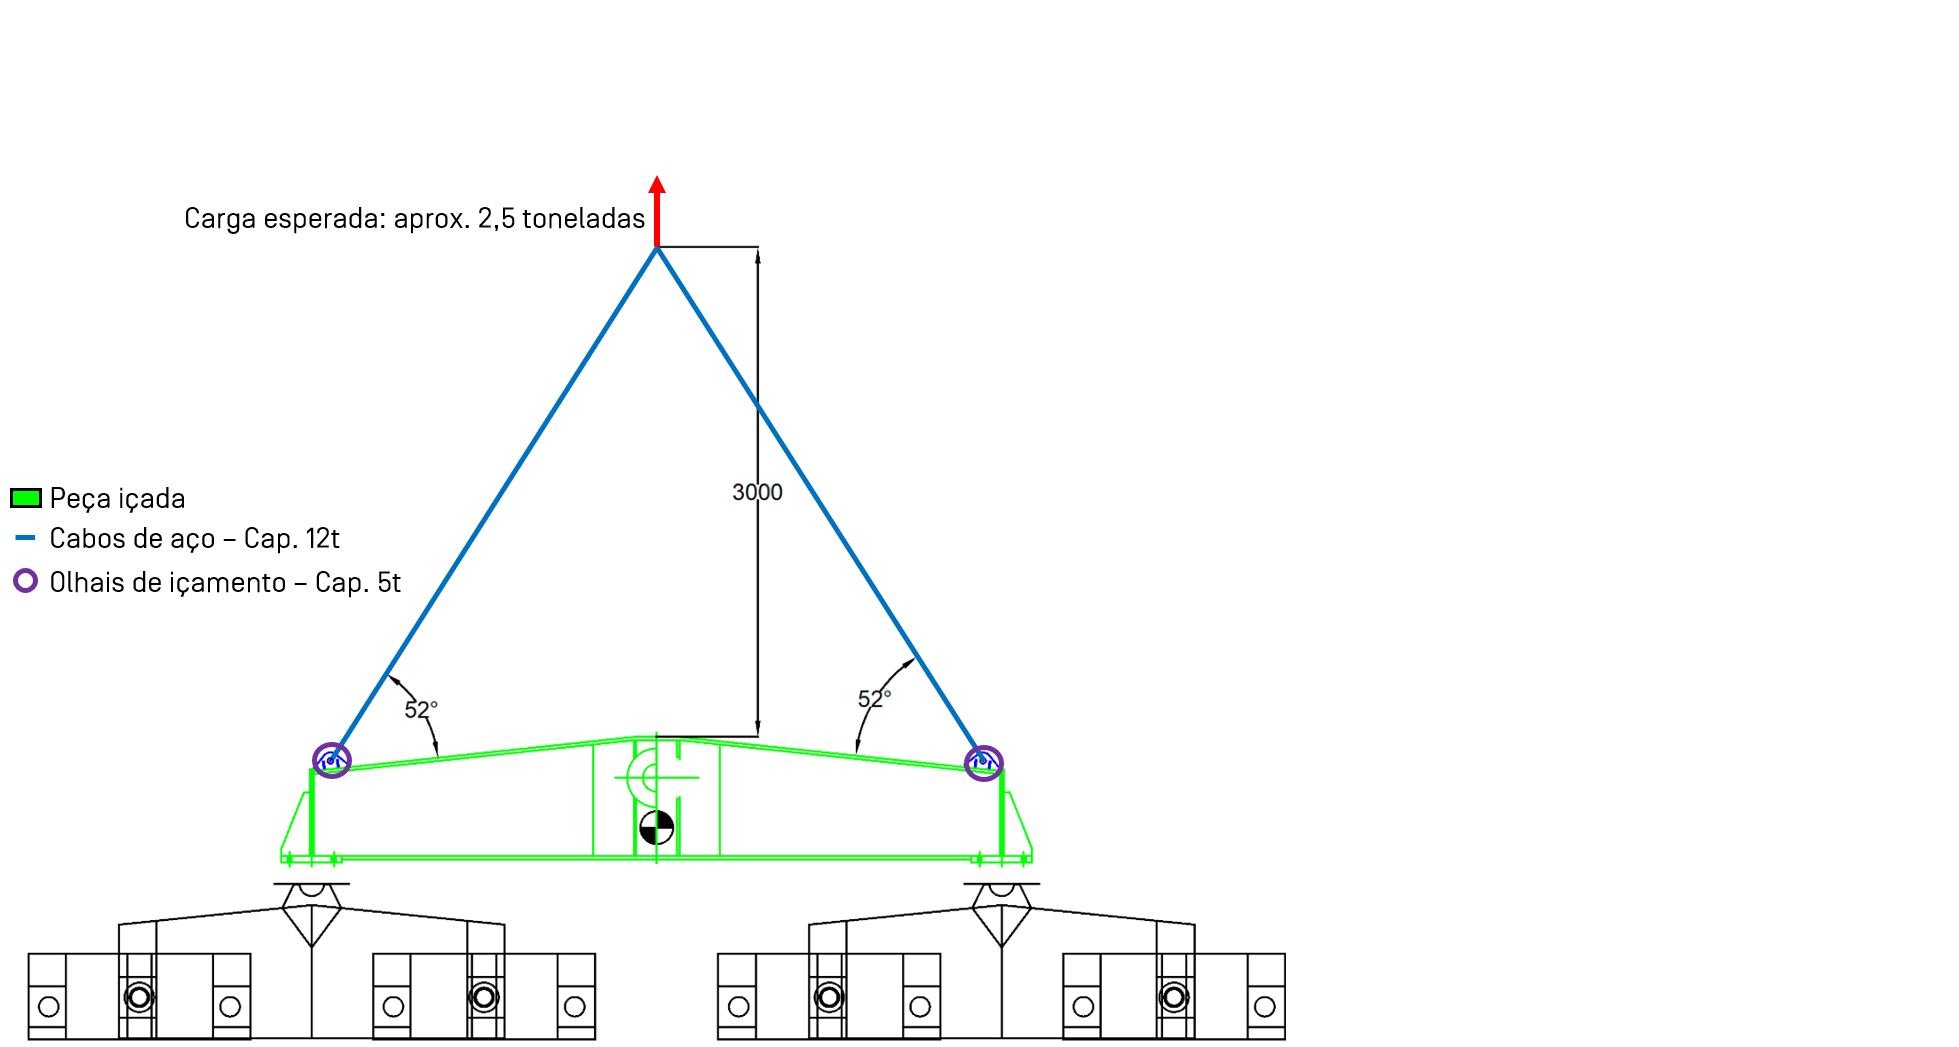 Carga esperada: aprox. 2,5 toneladas
3000
Peça içada
Cabos de aço – Cap. 12t
Olhais de içamento – Cap. 5t
52°
52°